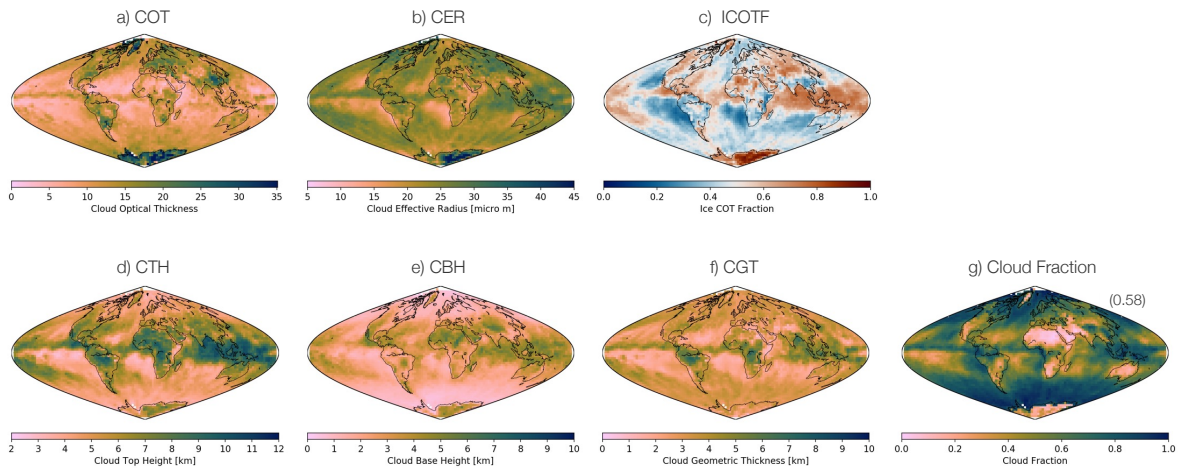 a) COT
b) CER
c) ICOTF
0 5 10 15 20 25 30 35
Cloud Optical Thickness
5 10 15 20 25 30 35 40 45
Cloud Effective Radius [micro m]
0.0 0.2 0.4 0.6 0.8 1.0
Ice COT Fraction
d) CTH
e) CBH
f) CGT
g) Cloud Fraction
(0.58)
2 3 4 5 6 7 8 9 10 11 12
Cloud Top Height [km]
0 1 2 3 4 5 6 7 8 9 10
Cloud Base Height [km]
0 1 2 3 4 5 6 7 8 9 10
Cloud Geometric Thickness [km]
0.0 0.2 0.4 0.6 0.8 1.0
Cloud Fraction